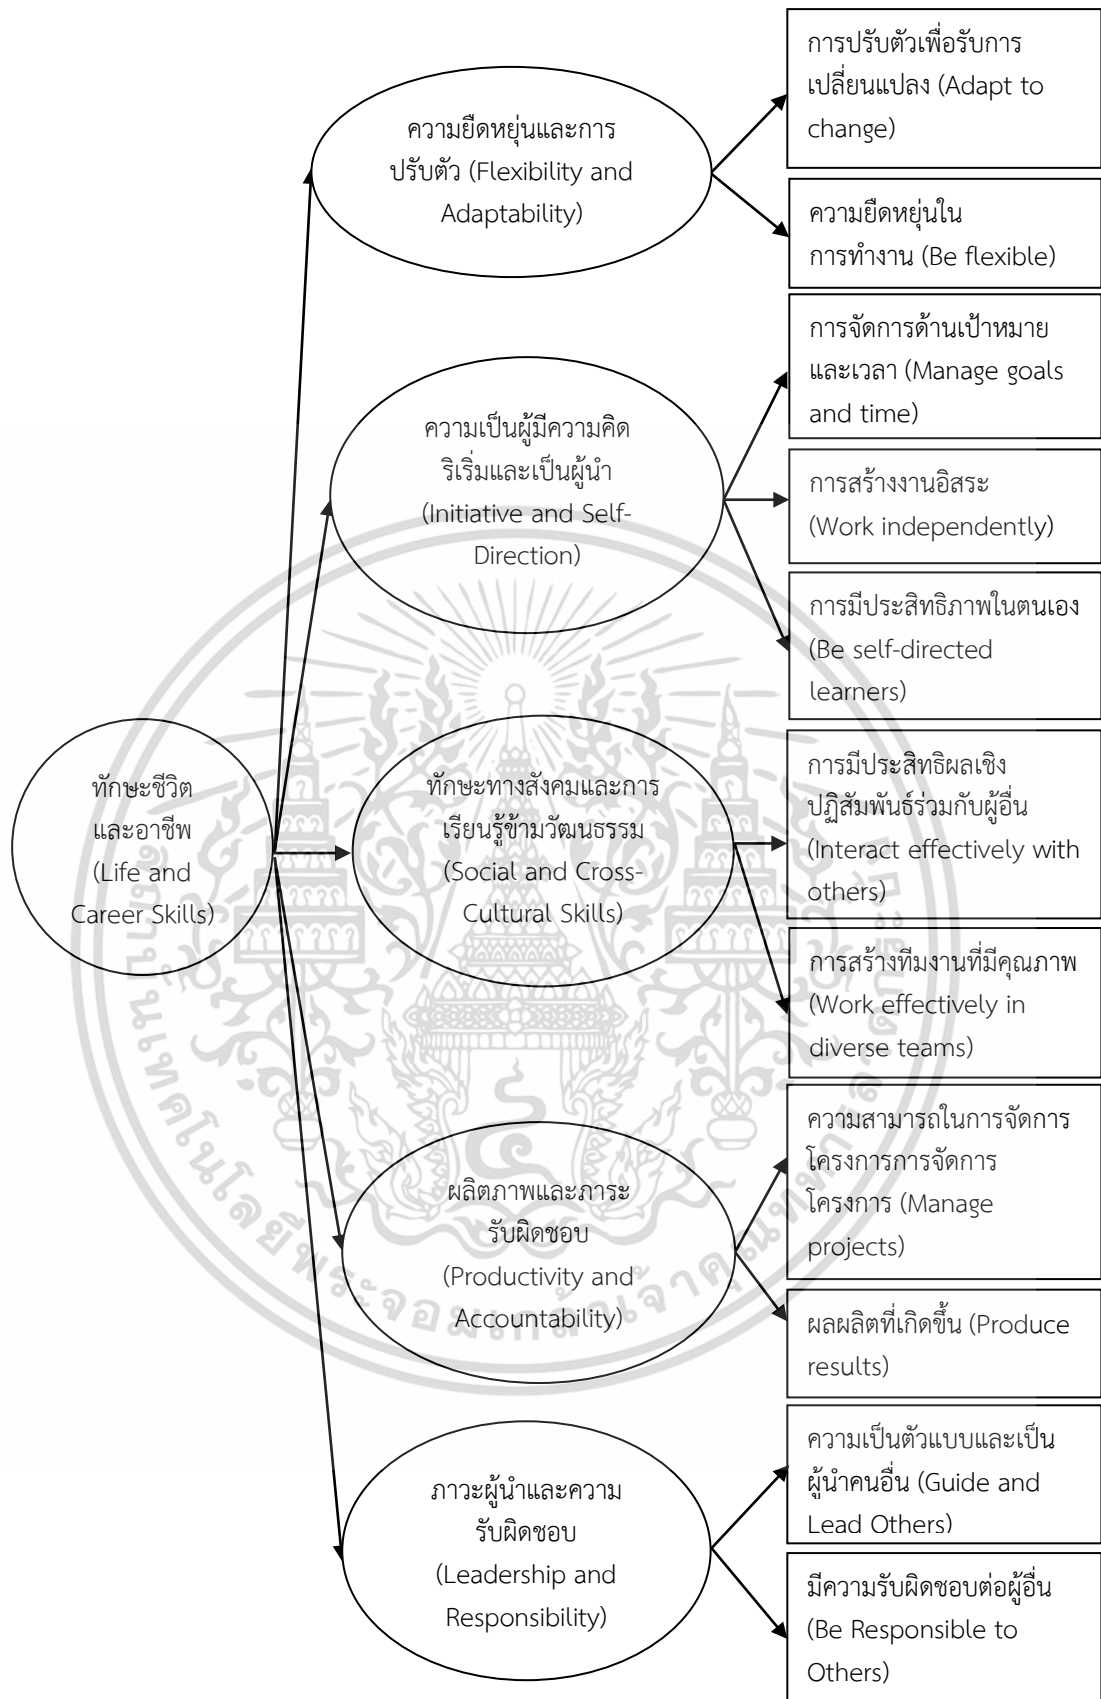 ทักษะชีวิต
และอาชีพ
(Life and
Career Skills)
ความยืดหยุ่นและการ
ปรับตัว (Flexibility and
Adaptability)
การปรับตัวเพื่อรับการ
เปลี่ยนแปลง (Adapt to
change)
ความยืดหยุ่นใน
การทำงาน (Be flexible)
ความเป็นผู้มีความคิด
ริเริ่มและเป็นผู้นำ
(Initiative and Self-
Direction)
การจัดการด้านเป้าหมาย
และเวลา (Manage goals
and time)
การสร้างงานอิสระ
(Work independently)
การมีประสิทธิภาพในตนเอง
(Be self-directed
learners)
ทักษะทางสังคมและการ
เรียนรู้ข้ามวัฒนธรรม
(Social and Cross-
Cultural Skills)
การมีประสิทธิผลเชิง
ปฏิสัมพันธ์ร่วมกับผู้อื่น
(Interact effectively with
others)
การสร้างทีมงานที่มีคุณภาพ
(Work effectively in
diverse teams)
ผลิตภาพและภาระ
รับผิดชอบ
(Productivity and
Accountability)
ความสามารถในการจัดการ
โครงการการจัดการ
โครงการ (Manage
projects)
ผลผลิตที่เกิดขึ้น (Produce
results)
ภาวะผู้นำและความ
รับผิดชอบ
(Leadership and
Responsibility)
ความเป็นตัวแบบและเป็น
ผู้นำคนอื่น (Guide and
Lead Others)
มีความรับผิดชอบต่อผู้อื่น
(Be Responsible to
Others)